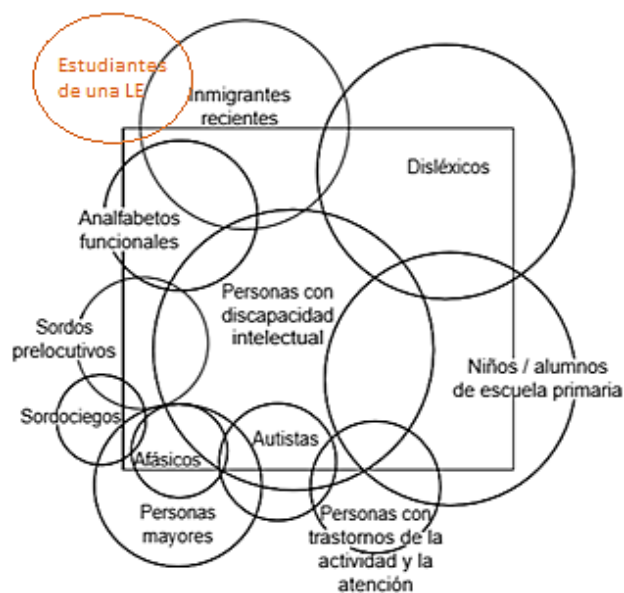 Estudiantes
de una LE
Inmigrantes
recientes
Disléxicos
Analfabetos
funcionales
Personas con
discapacidad
intelectual
Sordos
prelocutivos
Niños / alumnos
de escuela primaria
Sordociegos
Autistas
Afásicos
Personas
mayores
Personas con
trastornos de la
actividad y la
atención